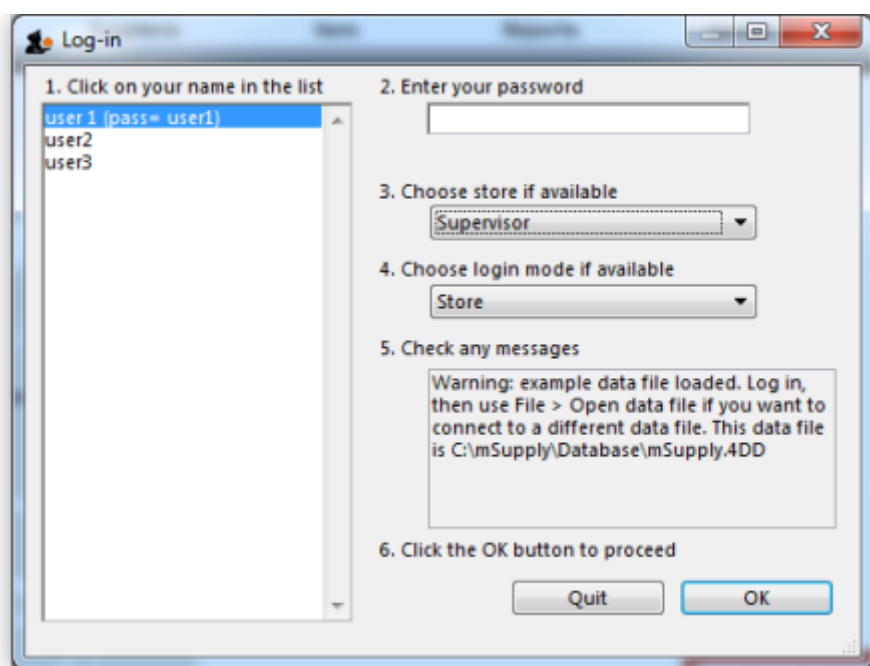 Log-in
1. Click on your name in the list
user 1 (pass= user1)
user2
user3
2. Enter your password
3. Choose store if available
Supervisor
4. Choose login mode if available
Store
5. Check any messages
Warning: example data file loaded. Log in,
then use File > Open data file if you want to
connect to a different data file. This data file
is C:\mSupply\Database\mSupply.4DD
6. Click the OK button to proceed
Quit
OK